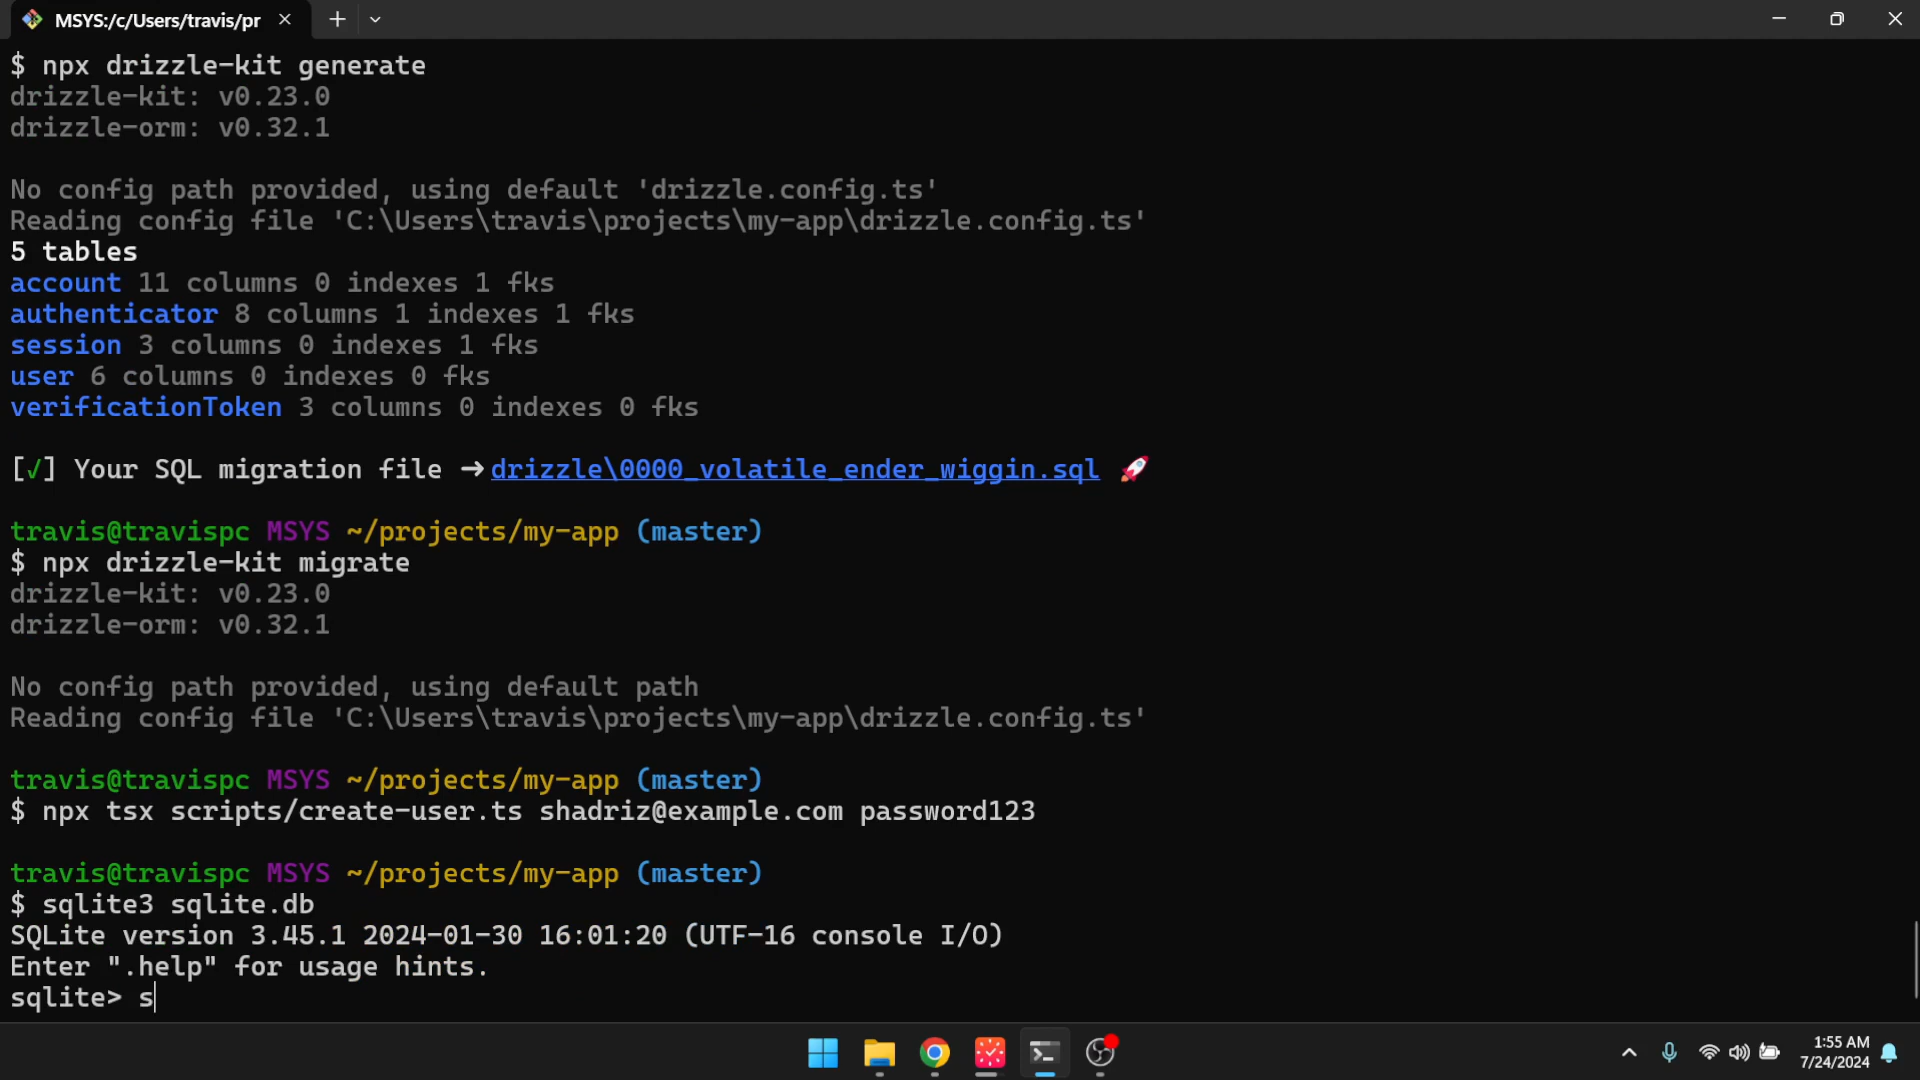 MSYS:/c/Users/travis/pr
$ npx drizzle-kit generate
drizzle-kit: v0.23.0
drizzle-orm: v0.32.1
No config path provided, using default 'drizzle.config.ts'
Reading config file 'C:\Users\travis\projects\my-app\drizzle.config.ts'
5 tables
account 11 columns 0 indexes 1 fks
authenticator 8 columns 1 indexes 1 fks
session 3 columns 0 indexes 1 fks
user 6 columns 0 indexes 0 fks
verificationToken 3 columns 0 indexes 0 fks
[✓] Your SQL migration file ➜ drizzle\0000_volatile_ender_wiggin.sql 🚀
travis@travispc MSYS ~/projects/my-app (master)
$ npx drizzle-kit migrate
drizzle-kit: v0.23.0
drizzle-orm: v0.32.1
No config path provided, using default path
Reading config file 'C:\Users\travis\projects\my-app\drizzle.config.ts'
travis@travispc MSYS ~/projects/my-app (master)
$ npx tsx scripts/create-user.ts shadriz@example.com password123
travis@travispc MSYS ~/projects/my-app (master)
$ sqlite3 sqlite.db
SQLite version 3.45.1 2024-01-30 16:01:20 (UTF-16 console I/O)
Enter ".help" for usage hints.
sqlite> s
1:55 AM
7/24/2024